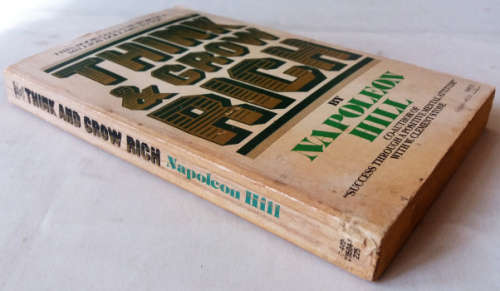 THINK
& GROW
RICH
BY
NAPOLEON
HILL
CO-AUTHOR OF
"SUCCESS THROUGH A POSITIVE MENTAL ATTITUDE"
WITH W. CLEMENT STONE
THINK AND GROW RICH Napoleon Hill
225